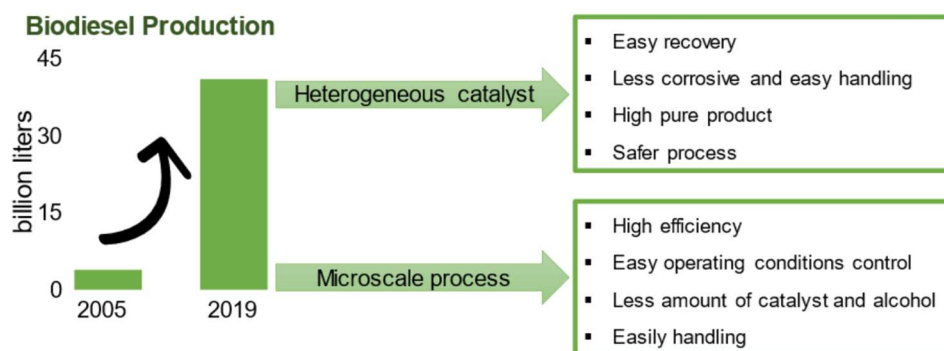 Biodiesel Production
45
30
15
0
billion liters
2005
2019
Heterogeneous catalyst
▪ Easy recovery
▪ Less corrosive and easy handling
▪ High pure product
▪ Safer process
Microscale process
▪ High efficiency
▪ Easy operating conditions control
▪ Less amount of catalyst and alcohol
▪ Easily handling